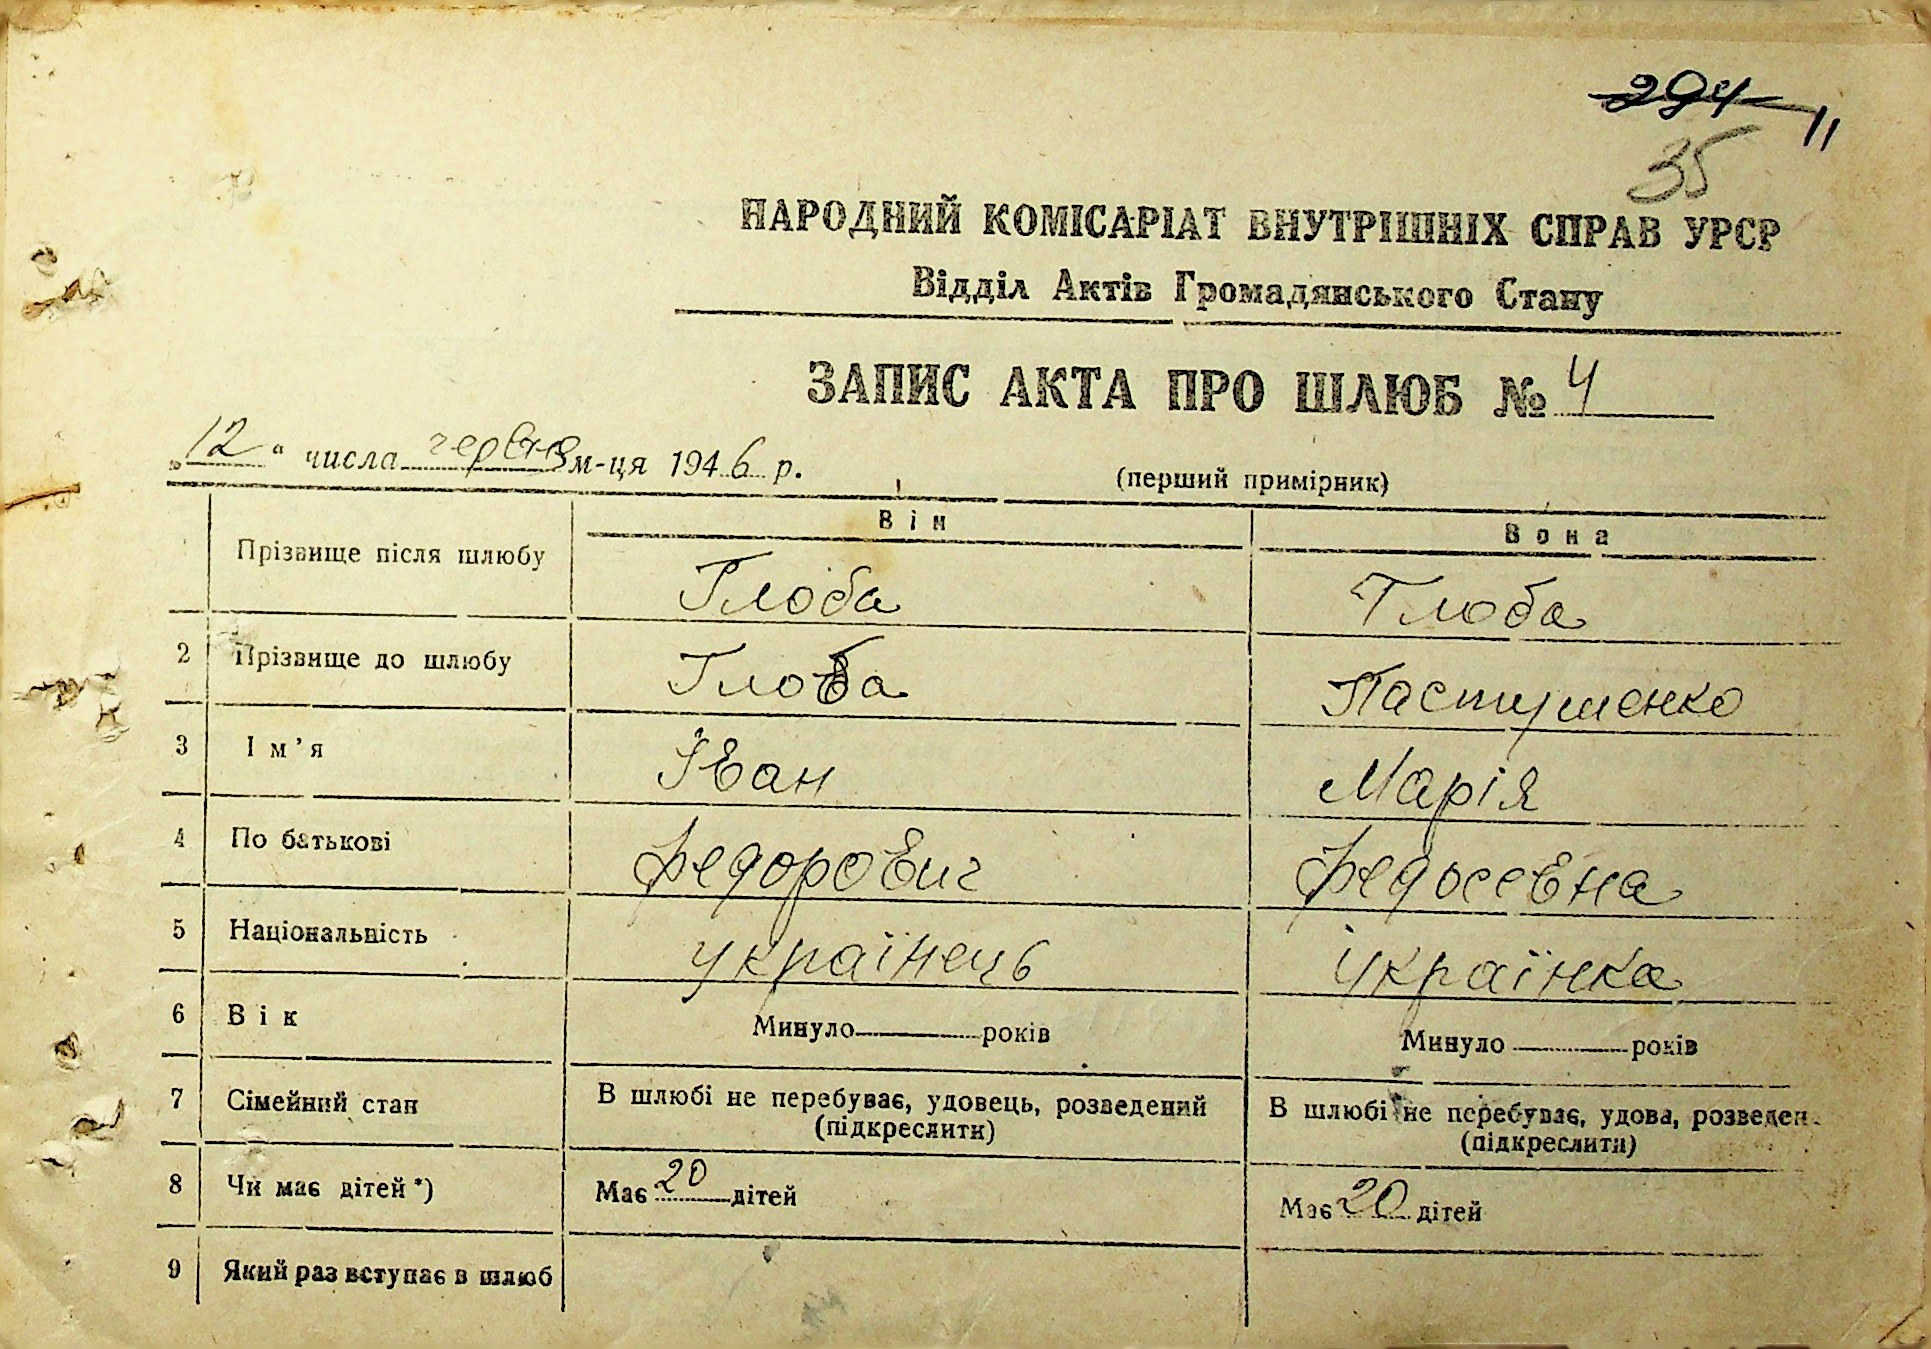 294 11
35
НАРОДНИЙ КОМІСАРІАТ ВНУТРІШНІХ СПРАВ УРСР
Відділ Актів Громадянського Стану
ЗАПИС АКТА ПРО ШЛЮБ № 4
„12“ числа червня м-ця 1946 р.
(перший примірник)
Він Вона
Прізвище після шлюбу Глоба Глоба
2 Прізвище до шлюбу Глоба Пастушенко
3 Ім’я Іван Марія
4 По батькові Федорович Федосевна
5 Національність українець українка
6 Вік Минуло років Минуло років
7 Сімейний стан В шлюбі не перебуває, удовець, розведений В шлюбі не перебуває, удова, розведен
(підкреслити) (підкреслити)
8 Чи має дітей*) Має 20 дітей Має 20 дітей
9 Який раз вступає в шлюб